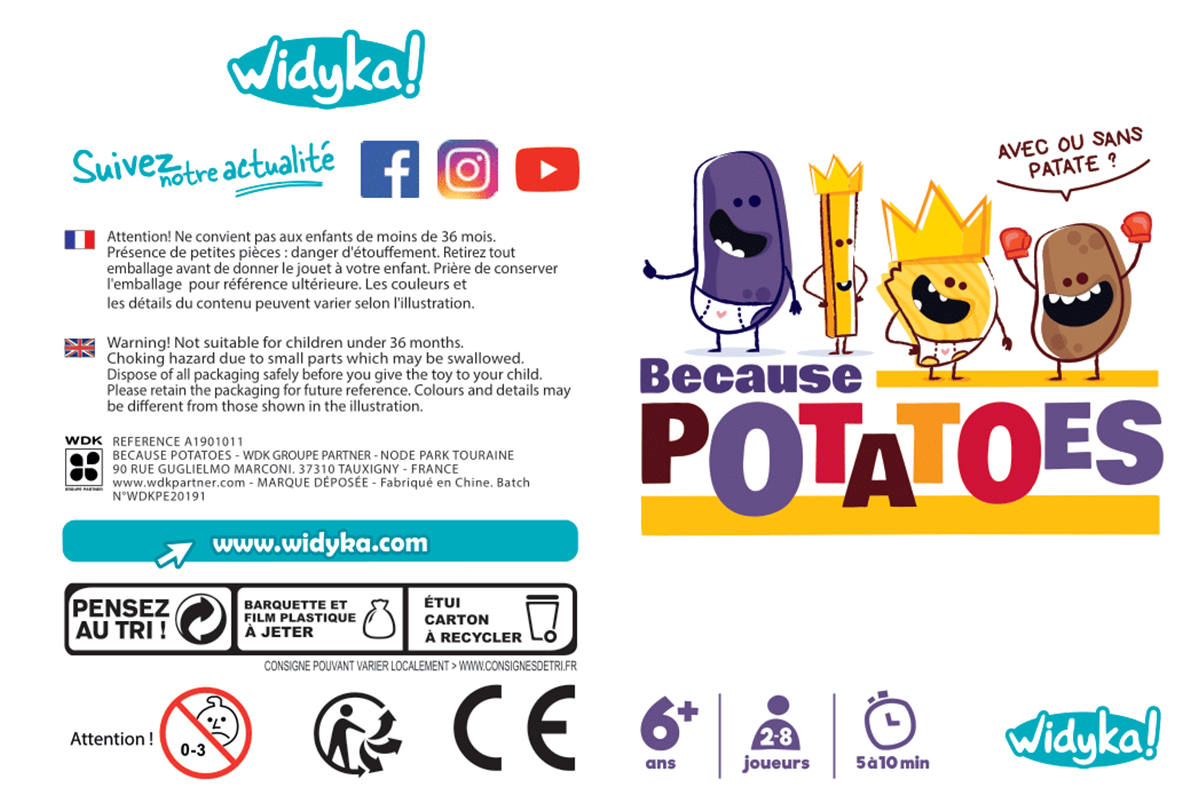 Widyka!
Suivez notre actualité
Attention! Ne convient pas aux enfants de moins de 36 mois.
Présence de petites pièces : danger d'étouffement. Retirez tout
emballage avant de donner le jouet à votre enfant. Prière de conserver
l'emballage pour référence ultérieure. Les couleurs et
les détails du contenu peuvent varier selon l'illustration.
Warning! Not suitable for children under 36 months.
Choking hazard due to small parts which may be swallowed.
Dispose of all packaging safely before you give the toy to your child.
Please retain the packaging for future reference. Colours and details may
be different from those shown in the illustration.
WDK
GROUPE PARTNER
REFERENCE A1901011
BECAUSE POTATOES - WDK GROUPE PARTNER - NODE PARK TOURAINE
90 RUE GUGLIELMO MARCONI. 37310 TAUXIGNY - FRANCE
www.wdkpartner.com - MARQUE DÉPOSÉE - Fabriqué en Chine. Batch
N°WDKPE20191
www.widyka.com
PENSEZ
AU TRI !
BARQUETTE ET
FILM PLASTIQUE
À JETER
ÉTUI
CARTON
À RECYCLER
CONSIGNE POUVANT VARIER LOCALEMENT > WWW.CONSIGNESDETRI.FR
Attention !
0-3
CE
AVEC OU SANS
PATATE ?
Because
POTATOES
6+
ans
2-8
joueurs
5 à 10 min
Widyka!